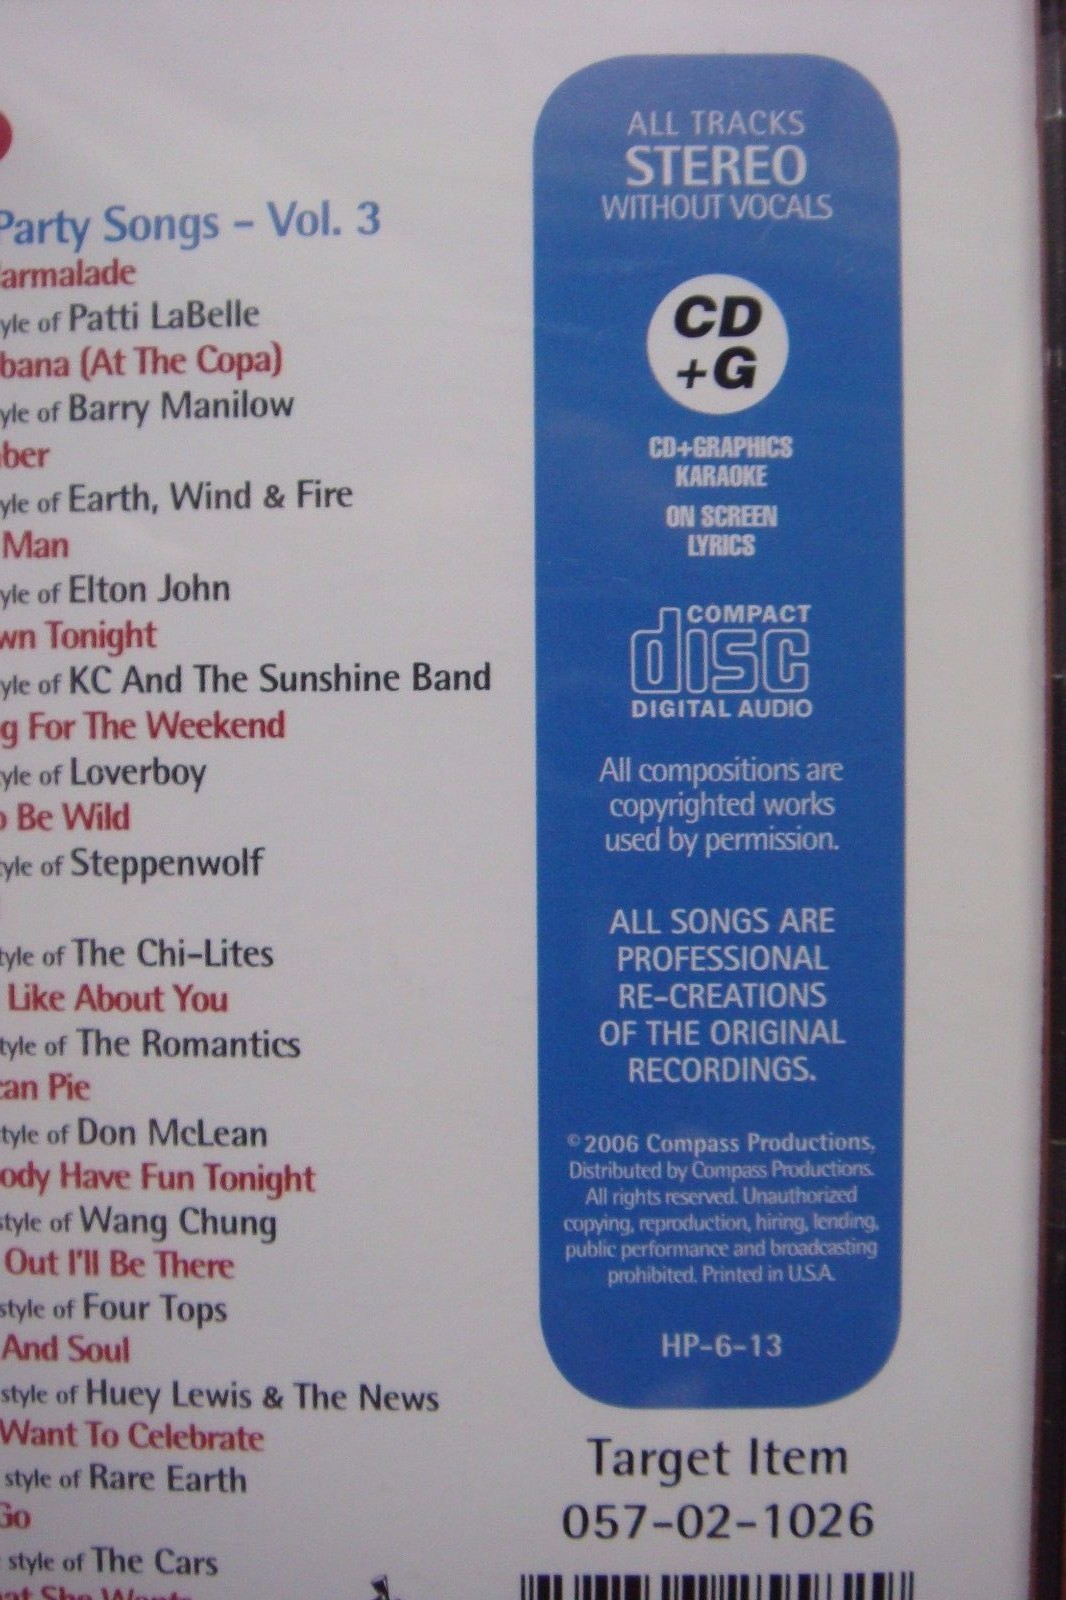 Party Songs - Vol. 3
armalade
yle of Patti LaBelle
bana (At The Copa)
yle of Barry Manilow
ber
yle of Earth, Wind & Fire
Man
yle of Elton John
wn Tonight
yle of KC And The Sunshine Band
g For The Weekend
yle of Loverboy
o Be Wild
yle of Steppenwolf
tyle of The Chi-Lites
Like About You
tyle of The Romantics
can Pie
tyle of Don McLean
ody Have Fun Tonight
style of Wang Chung
Out I'll Be There
style of Four Tops
And Soul
style of Huey Lewis & The News
Want To Celebrate
style of Rare Earth
Go
style of The Cars
at She Wants
ALL TRACKS
STEREO
WITHOUT VOCALS
CD
+G
CD+GRAPHICS
KARAOKE
ON SCREEN
LYRICS
COMPACT
disc
DIGITAL AUDIO
All compositions are
copyrighted works
used by permission.
ALL SONGS ARE
PROFESSIONAL
RE-CREATIONS
OF THE ORIGINAL
RECORDINGS.
©2006 Compass Productions,
Distributed by Compass Productions.
All rights reserved. Unauthorized
copying, reproduction, hiring, lending,
public performance and broadcasting
prohibited. Printed in U.S.A.
HP-6-13
Target Item
057-02-1026